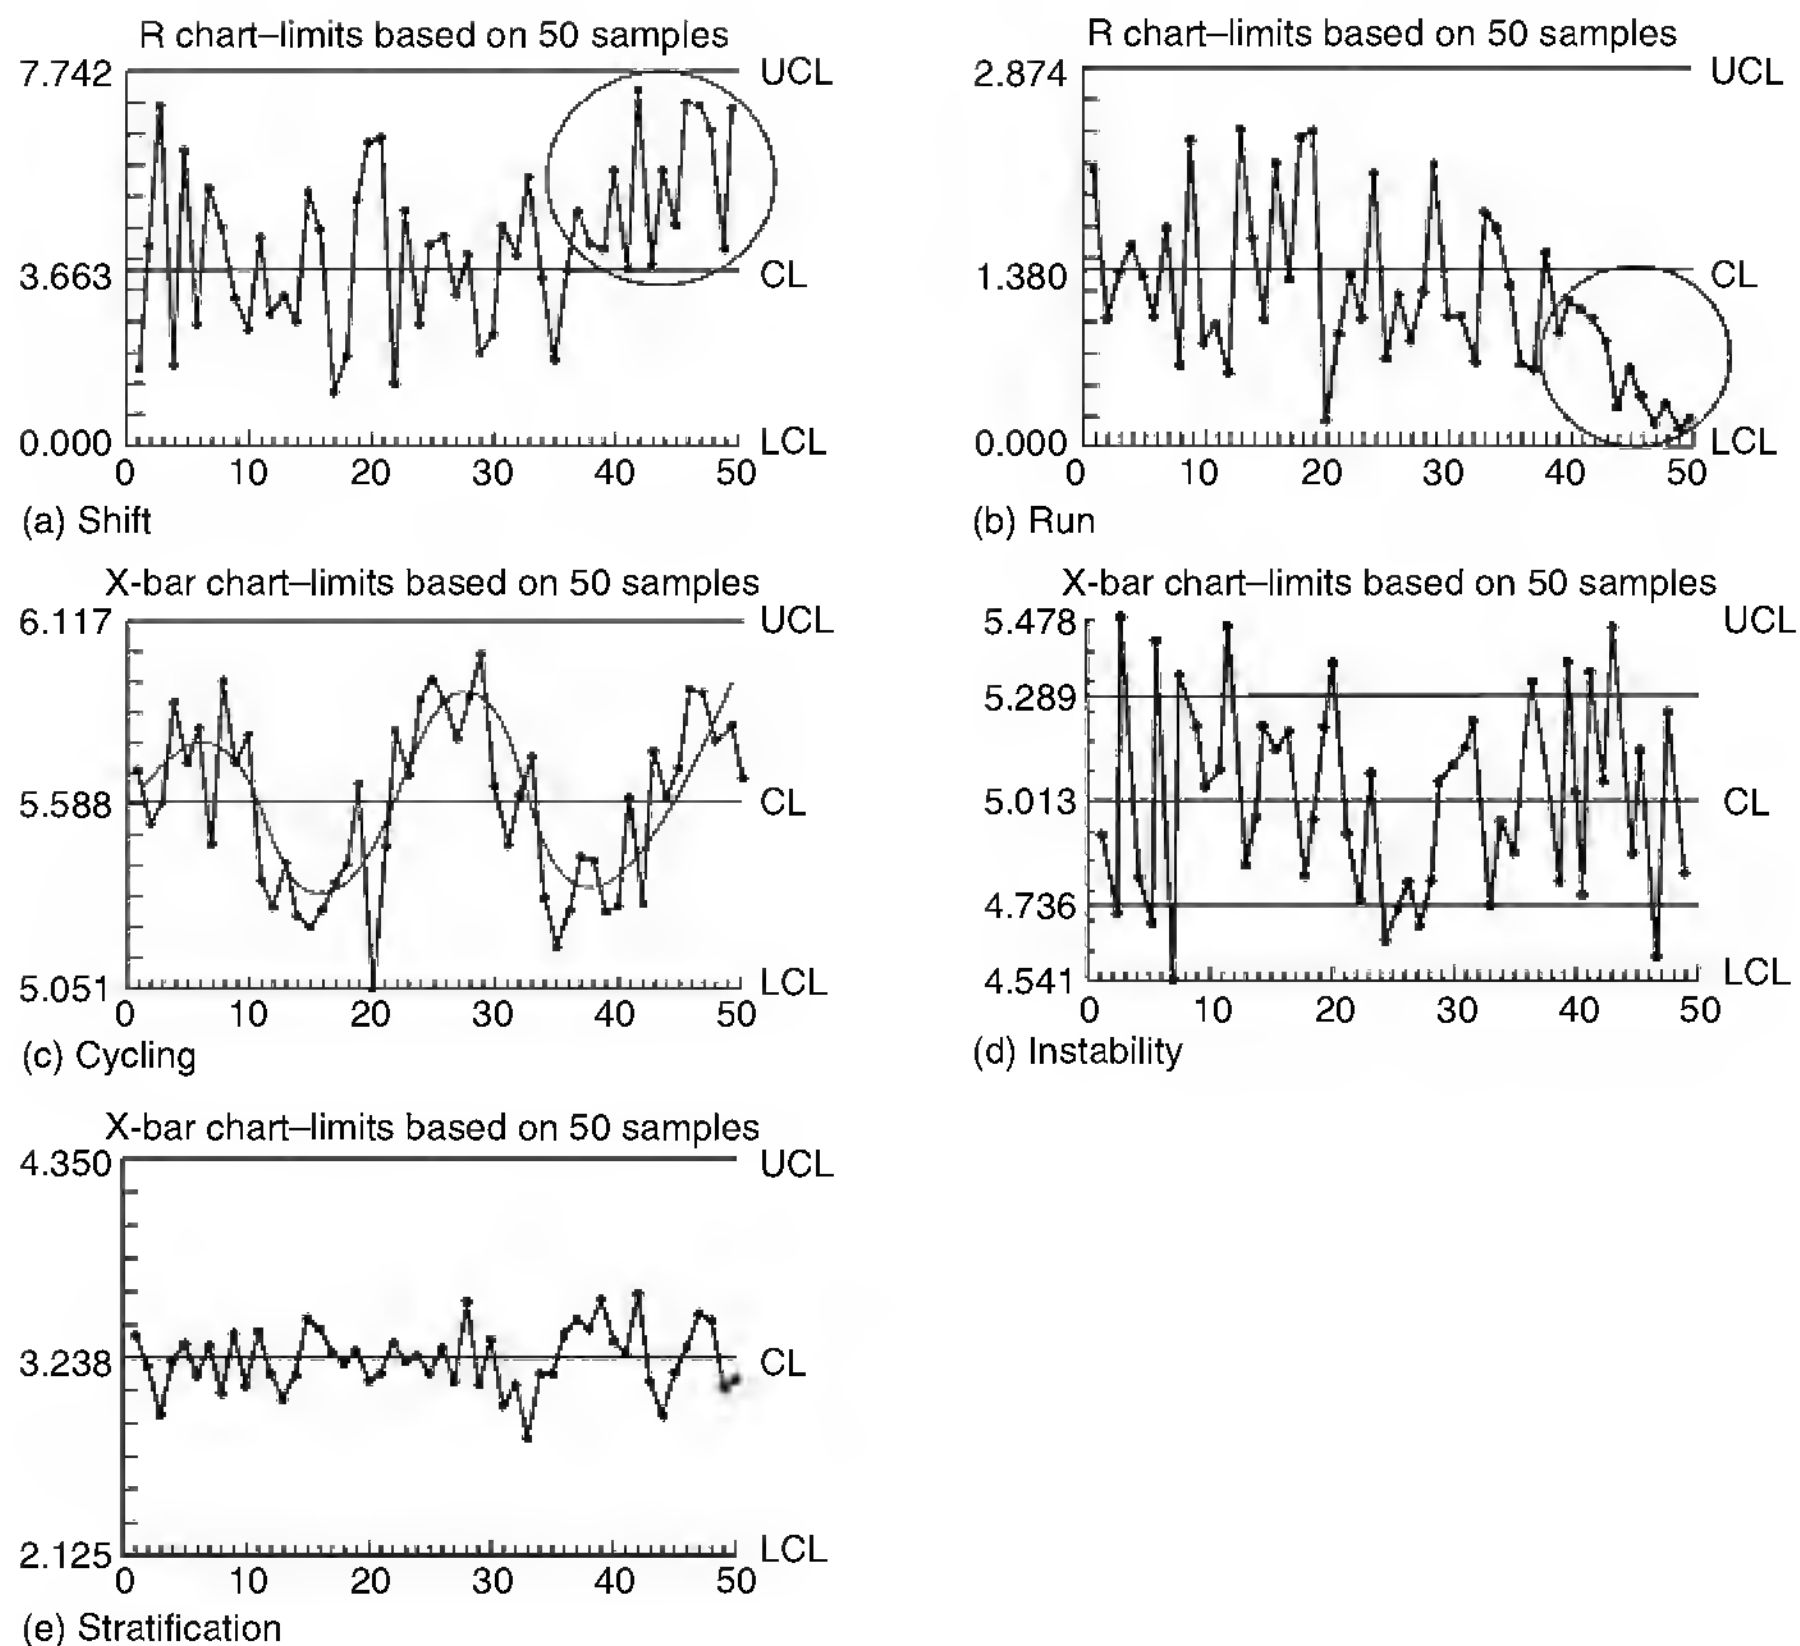 R chart–limits based on 50 samples
7.742 UCL
3.663 CL
0.000 LCL
0 10 20 30 40 50
(a) Shift
R chart–limits based on 50 samples
2.874 UCL
1.380 CL
0.000 LCL
0 10 20 30 40 50
(b) Run
X-bar chart–limits based on 50 samples
6.117 UCL
5.588 CL
5.051 LCL
0 10 20 30 40 50
(c) Cycling
X-bar chart–limits based on 50 samples
5.478 UCL
5.289
5.013 CL
4.736
4.541 LCL
0 10 20 30 40 50
(d) Instability
X-bar chart–limits based on 50 samples
4.350 UCL
3.238 CL
2.125 LCL
0 10 20 30 40 50
(e) Stratification